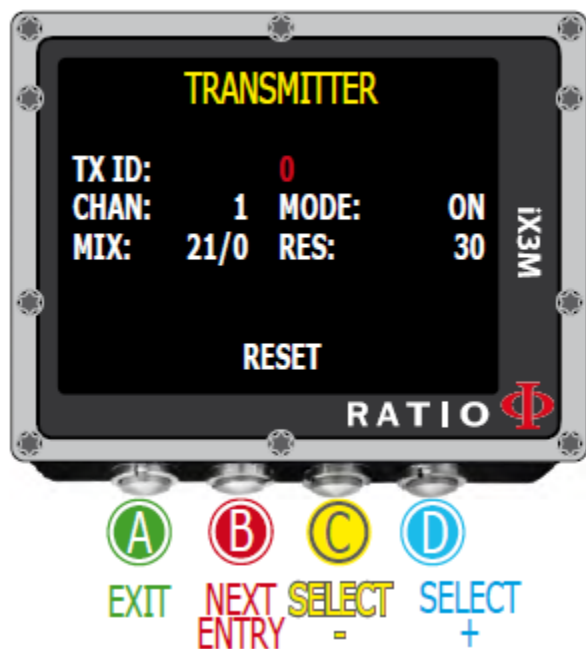 TRANSMITTER
TX ID: 0
CHAN: 1 MODE: ON
MIX: 21/0 RES: 30
iX3M
RESET
RATIO
A B C D
EXIT NEXT ENTRY SELECT - SELECT +